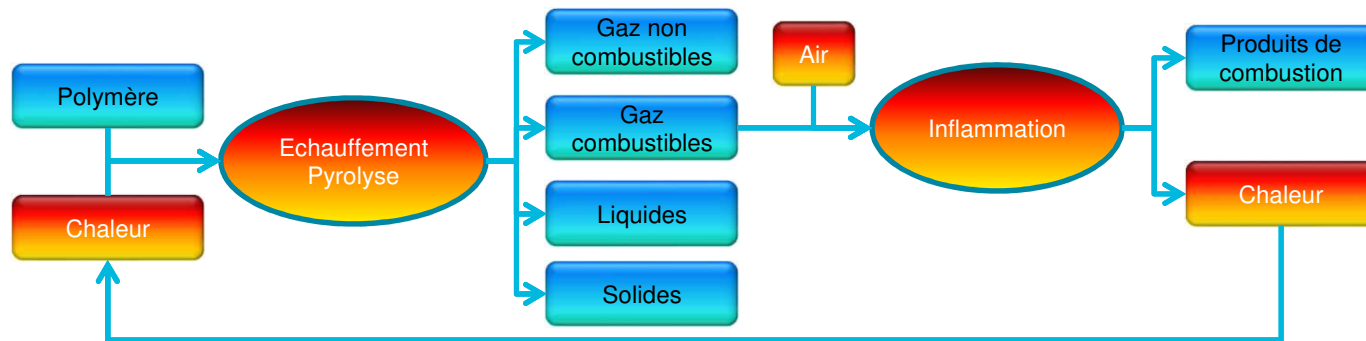 Polymère
Chaleur
Echauffement
Pyrolyse
Gaz non
combustibles
Gaz
combustibles
Liquides
Solides
Air
Inflammation
Produits de
combustion
Chaleur